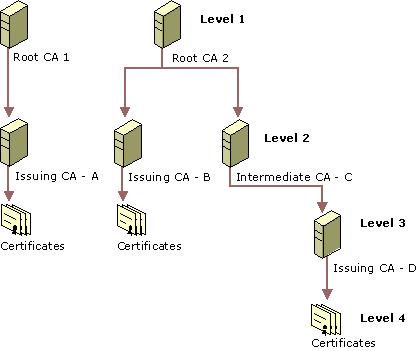 Level 1
Root CA 1
Root CA 2
Level 2
Issuing CA - A
Issuing CA - B
Intermediate CA - C
Level 3
Certificates
Certificates
Issuing CA - D
Level 4
Certificates